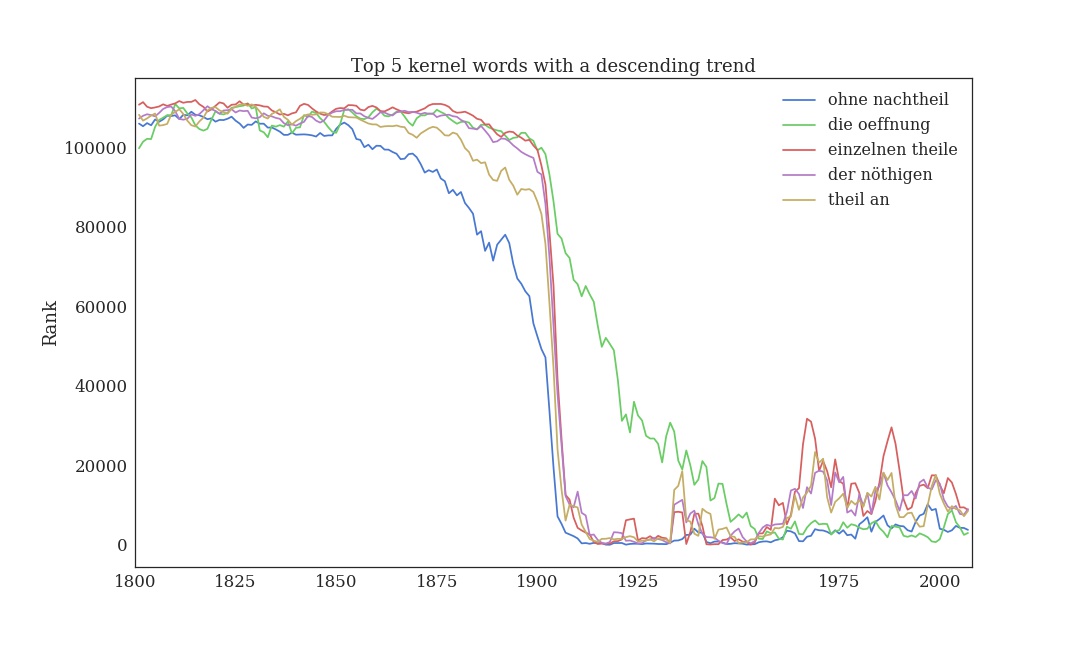 Top 5 kernel words with a descending trend
ohne nachtheil
die oeffnung
einzelnen theile
der nöthigen
theil an
Rank
100000
80000
60000
40000
20000
0
1800 1825 1850 1875 1900 1925 1950 1975 2000